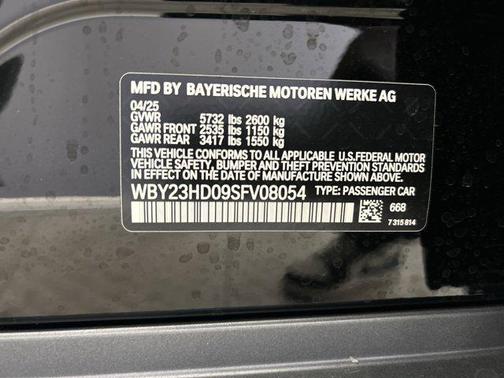 MFD BY BAYERISCHE MOTOREN WERKE AG
04/25
GVWR 5732 lbs 2600 kg
GAWR FRONT 2535 lbs 1150 kg
GAWR REAR 3417 lbs 1550 kg
THIS VEHICLE CONFORMS TO ALL APPLICABLE U.S.FEDERAL MOTOR
VEHICLE SAFETY, BUMPER AND THEFT PREVENTION STANDARDS
IN EFFECT ON THE DATE OF MANUFACTURE SHOWN ABOVE.
WBY23HD09SFV08054 TYPE: PASSENGER CAR
668
7 315 814